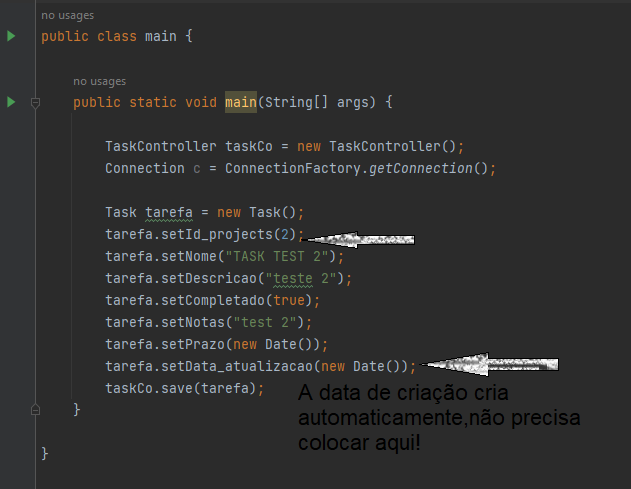 no usages
public class main {
no usages
public static void main(String[] args) {
TaskController taskCo = new TaskController();
Connection c = ConnectionFactory.getConnection();
Task tarefa = new Task();
tarefa.setId_projects(2);
tarefa.setNome("TASK TEST 2");
tarefa.setDescricao("teste 2");
tarefa.setCompletado(true);
tarefa.setNotas("test 2");
tarefa.setPrazo(new Date());
tarefa.setData_atualizacao(new Date());
taskCo.save(tarefa);
A data de criação cria
automaticamente,não precisa
colocar aqui!
}
}